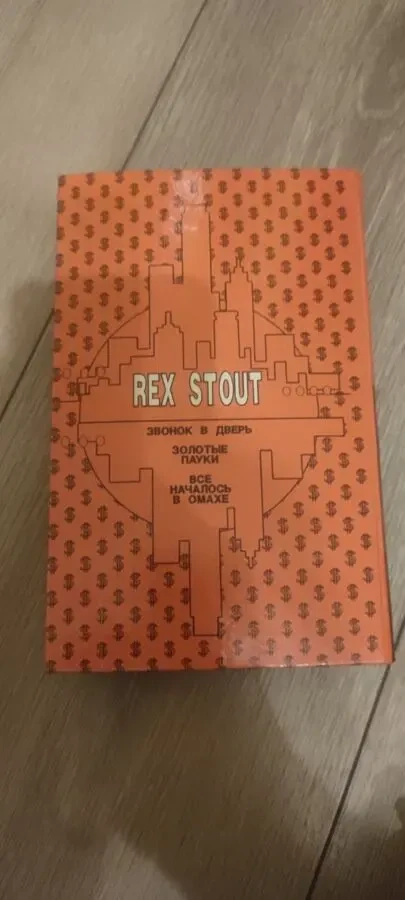 REX STOUT
ЗВОНОК В ДВЕРЬ
ЗОЛОТЫЕ
ПАУКИ
ВСЕ
НАЧАЛОСЬ
В ОМАХЕ